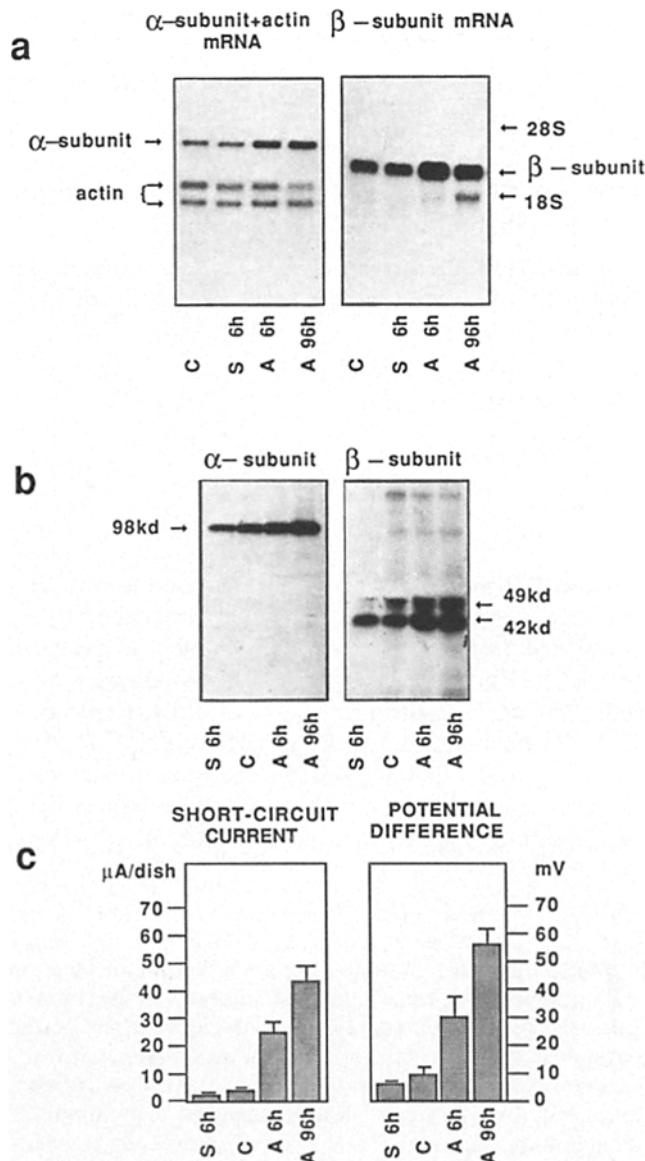 α-subunit+actin mRNA
β-subunit mRNA
a
α-subunit →
actin
← 28S
← β-subunit
← 18S
C
S 6h
A 6h
A 96h
C
S 6h
A 6h
A 96h
b
α- subunit
β- subunit
98kd →
← 49kd
← 42kd
S 6h
C
A 6h
A 96h
S 6h
C
A 6h
A 96h
c
SHORT-CIRCUIT CURRENT
POTENTIAL DIFFERENCE
μA/dish
70
60
50
40
30
20
10
0
mV
70
60
50
40
30
20
10
0
S 6h
C
A 6h
A 96h
S 6h
C
A 6h
A 96h